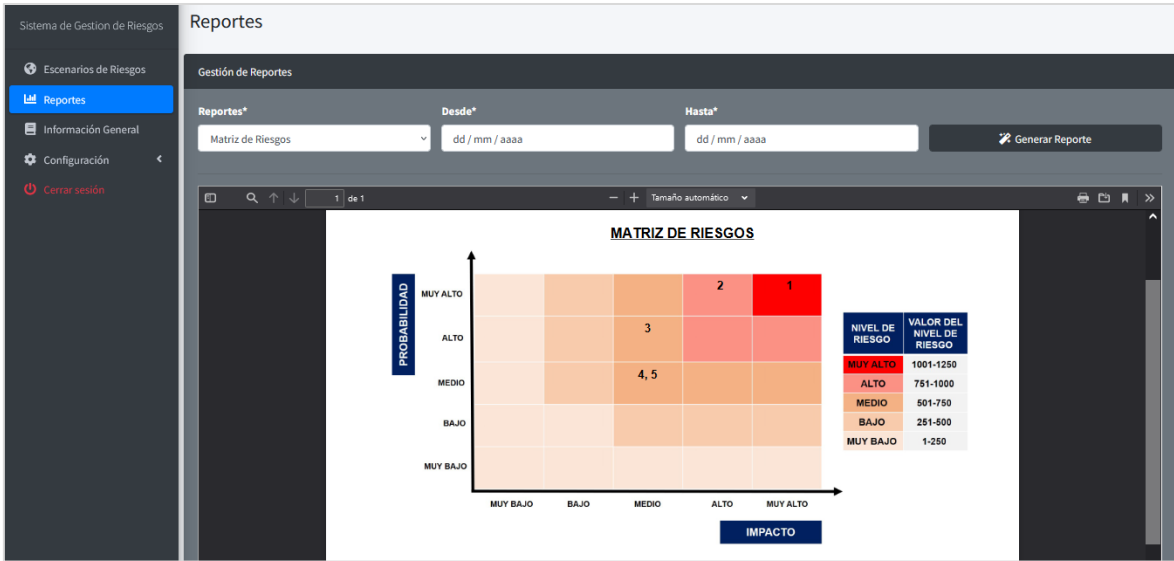 Sistema de Gestion de Riesgos
Escenarios de Riesgos
Reportes
Información General
Configuración
Cerrar sesión
Reportes
Gestión de Reportes
Reportes*
Desde*
Hasta*
Matriz de Riesgos
dd / mm / aaaa
dd / mm / aaaa
Generar Reporte
1 de 1
Tamaño automático
MATRIZ DE RIESGOS
PROBABILIDAD
MUY ALTO
2
1
ALTO
3
MEDIO
4, 5
BAJO
MUY BAJO
MUY BAJO
BAJO
MEDIO
ALTO
MUY ALTO
IMPACTO
NIVEL DE RIESGO
VALOR DEL NIVEL DE RIESGO
MUY ALTO 1001-1250
ALTO 751-1000
MEDIO 501-750
BAJO 251-500
MUY BAJO 1-250